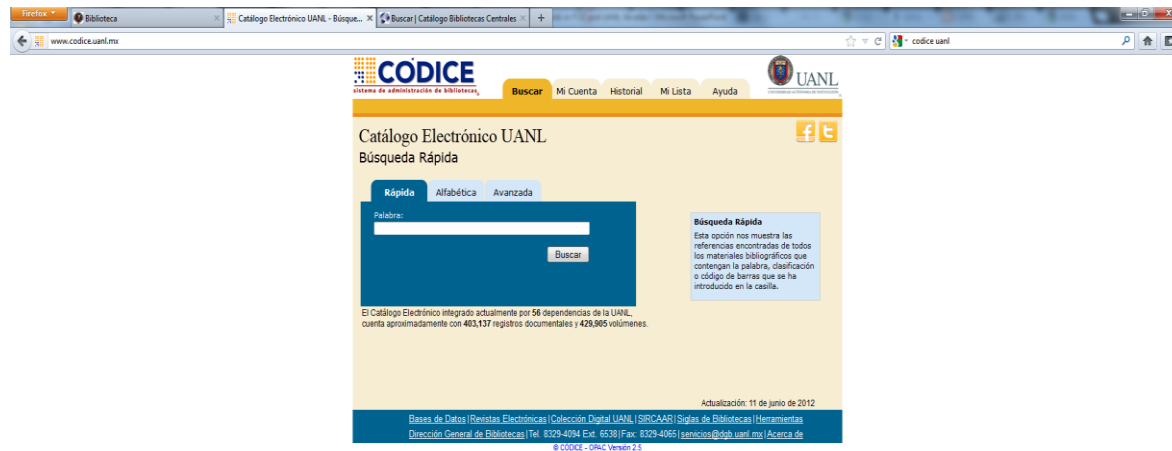 Firefox
Biblioteca
Catálogo Electrónico UANL - Búsque...
Buscar | Catálogo Bibliotecas Centrales
www.codice.uanl.mx
codice uanl
CODICE
sistema de administración de bibliotecas
Buscar
Mi Cuenta
Historial
Mi Lista
Ayuda
UANL
Catálogo Electrónico UANL
Búsqueda Rápida
Rápida
Alfabética
Avanzada
Palabra:
Buscar
Búsqueda Rápida
Esta opción nos muestra las
referencias encontradas de todos
los materiales bibliográficos que
contengan la palabra, clasificación
o código de barras que se ha
introducido en la casilla.
El Catálogo Electrónico integrado actualmente por 56 dependencias de la UANL,
cuenta aproximadamente con 403,137 registros documentales y 429,905 volúmenes.
Actualización: 11 de junio de 2012
Bases de Datos | Revistas Electrónicas | Colección Digital UANL | SIRCAAR | Siglas de Bibliotecas | Herramientas
Dirección General de Bibliotecas | Tel. 8329-4094 Ext. 6538 | Fax: 8329-4065 | servicios@dgb.uanl.mx | Acerca de
© CÓDICE - OPAC Versión 2.5